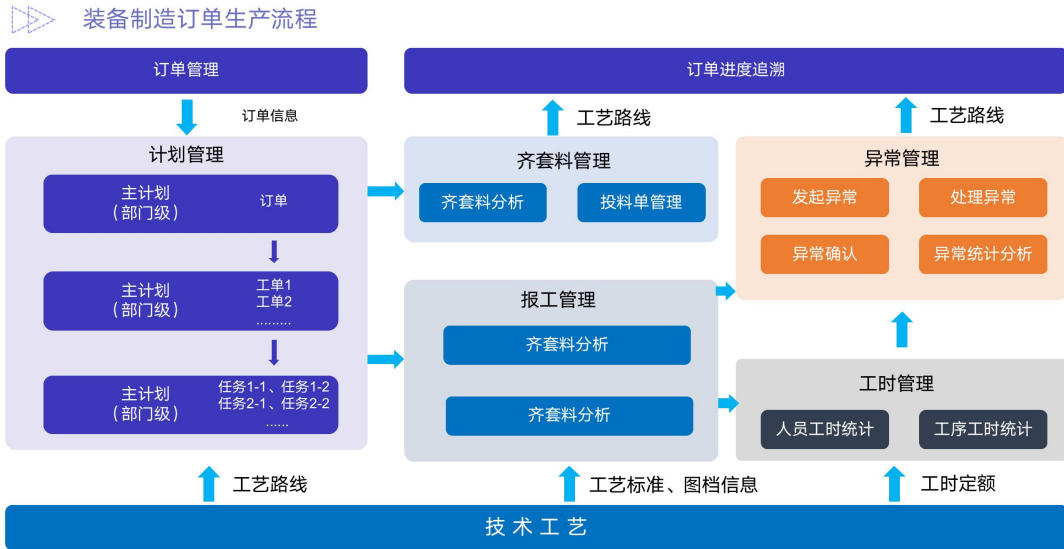 装备制造订单生产流程
订单管理
订单进度追溯
订单信息
工艺路线
工艺路线
计划管理
主计划
（部门级）
订单
主计划
（部门级）
工单1
工单2
.........
主计划
（部门级）
任务1-1、任务1-2
任务2-1、任务2-2
......
齐套料管理
齐套料分析
投料单管理
异常管理
发起异常
处理异常
异常确认
异常统计分析
报工管理
齐套料分析
齐套料分析
工时管理
人员工时统计
工序工时统计
工艺路线
工艺标准、图档信息
工时定额
技术工艺